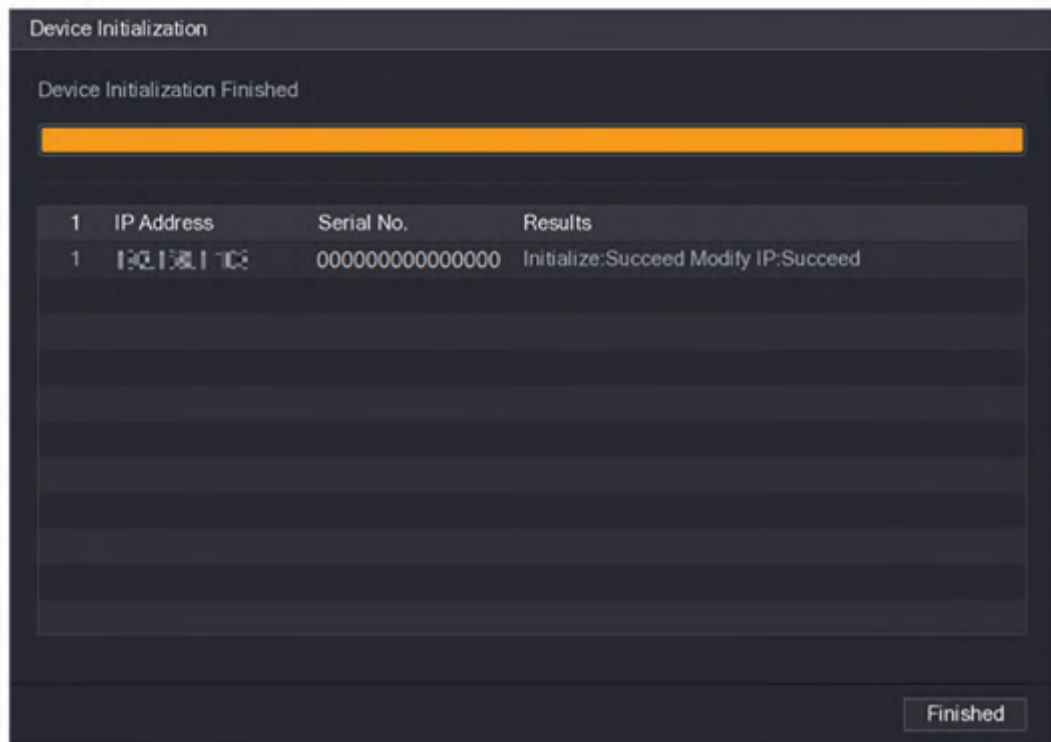 Device Initialization
Device Initialization Finished
1 IP Address Serial No. Results
1 000000000000000 Initialize:Succeed Modify IP:Succeed
Finished